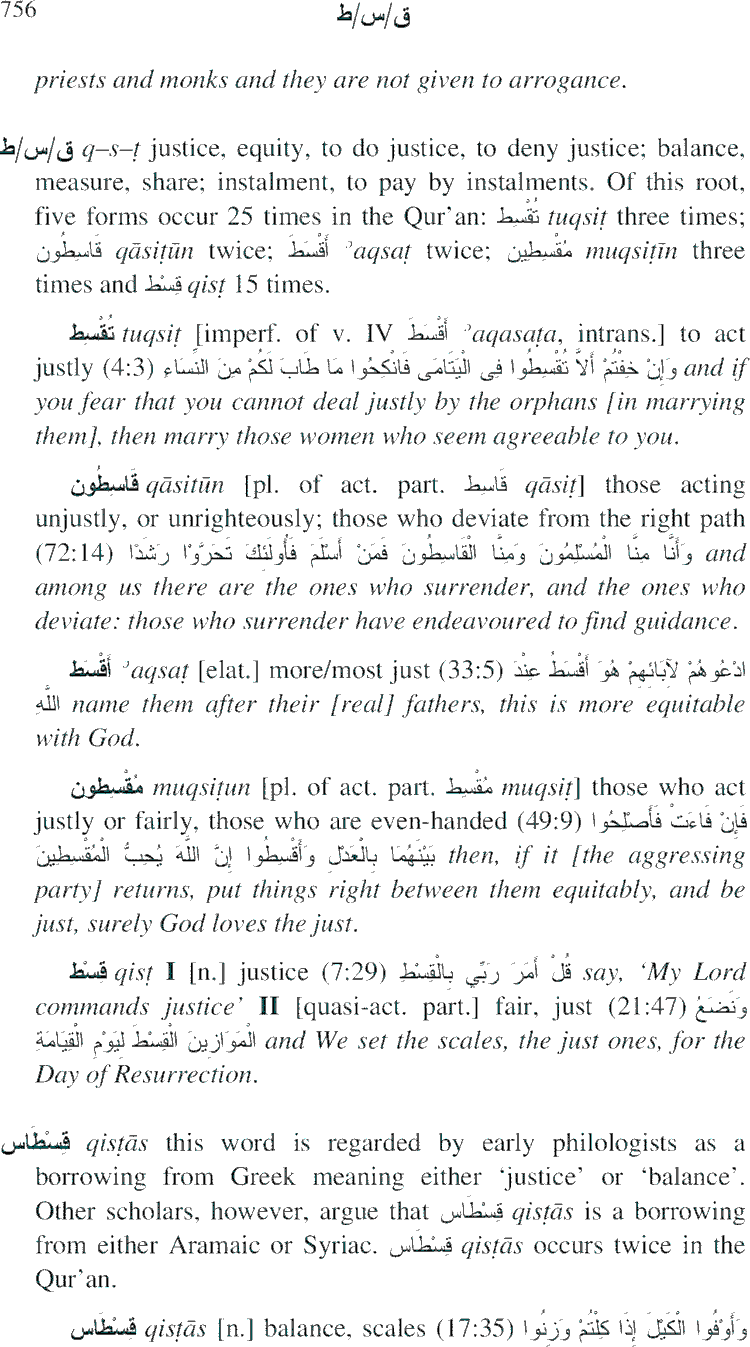 756
ق/س/ط
priests and monks and they are not given to arrogance.
ق/س/ط q–s–ṭ justice, equity, to do justice, to deny justice; balance,
measure, share; instalment, to pay by instalments. Of this root,
five forms occur 25 times in the Qur’an: تُقْسِط tuqsiṭ three times;
قَاسِطُون qāsiṭūn twice; أَقْسَطَ ʾaqsaṭ twice; مُقْسِطِين muqsiṭīn three
times and قِسْط qisṭ 15 times.
تُقْسِط tuqsiṭ [imperf. of v. IV أَقْسَطَ ʾaqasaṭa, intrans.] to act
justly (4:3) وَإِنْ خِفْتُمْ أَلاَّ تُقْسِطُوا فِى الْيَتَامَى فَانْكِحُوا مَا طَابَ لَكُمْ مِنَ النِّسَاءِ and if
you fear that you cannot deal justly by the orphans [in marrying
them], then marry those women who seem agreeable to you.
قَاسِطُون qāsitūn [pl. of act. part. قَاسِط qāsiṭ] those acting
unjustly, or unrighteously; those who deviate from the right path
(72:14) وَأَنَّا مِنَّا الْمُسْلِمُونَ وَمِنَّا الْقَاسِطُونَ فَمَنْ أَسْلَمَ فَأُولَئِكَ تَحَرَّوْا رَشَدًا and
among us there are the ones who surrender, and the ones who
deviate: those who surrender have endeavoured to find guidance.
أَقْسَط ʾaqsaṭ [elat.] more/most just (33:5) ادْعُوهُمْ لآبَائِهِمْ هُوَ أَقْسَطُ عِنْدَ
اللَّهِ name them after their [real] fathers, this is more equitable
with God.
مُقْسِطون muqsiṭun [pl. of act. part. مُقْسِط muqsiṭ] those who act
justly or fairly, those who are even-handed (49:9) فَإِنْ فَاءَتْ فَأَصْلِحُوا
بَيْنَهُمَا بِالْعَدْلِ وَأَقْسِطُوا إِنَّ اللَّهَ يُحِبُّ الْمُقْسِطِينَ then, if it [the aggressing
party] returns, put things right between them equitably, and be
just, surely God loves the just.
قِسْط qisṭ I [n.] justice (7:29) قُلْ أَمَرَ رَبِّي بِالْقِسْطِ say, ‘My Lord
commands justice’ II [quasi-act. part.] fair, just (21:47) وَنَضَعُ
الْمَوَازِينَ الْقِسْطَ لِيَوْمِ الْقِيَامَةِ and We set the scales, the just ones, for the
Day of Resurrection.
قِسْطَاس qisṭās this word is regarded by early philologists as a
borrowing from Greek meaning either ‘justice’ or ‘balance’.
Other scholars, however, argue that قِسْطَاس qisṭās is a borrowing
from either Aramaic or Syriac. قِسْطَاس qisṭās occurs twice in the
Qur’an.
قِسْطَاس qisṭās [n.] balance, scales (17:35) وَأَوْفُوا الْكَيْلَ إِذَا كِلْتُمْ وَزِنُوا